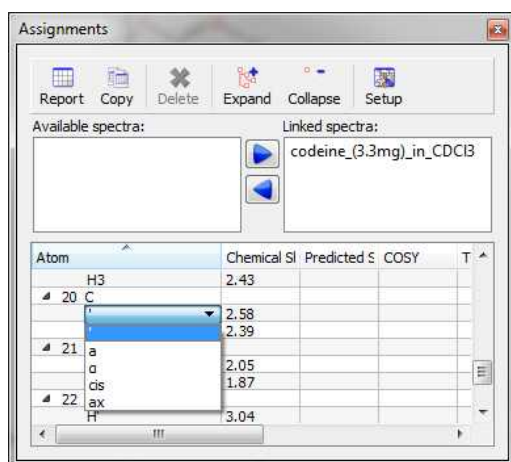 Assignments
Report Copy Delete Expand Collapse Setup
Available spectra: Linked spectra:
codeine_(3.3mg)_in_CDCl3
Atom Chemical Sl Predicted S COSY T
H3 2.43
20 C
' 2.58
' 2.39
21
a
α 2.05
cis 1.87
22 ax
H' 3.04